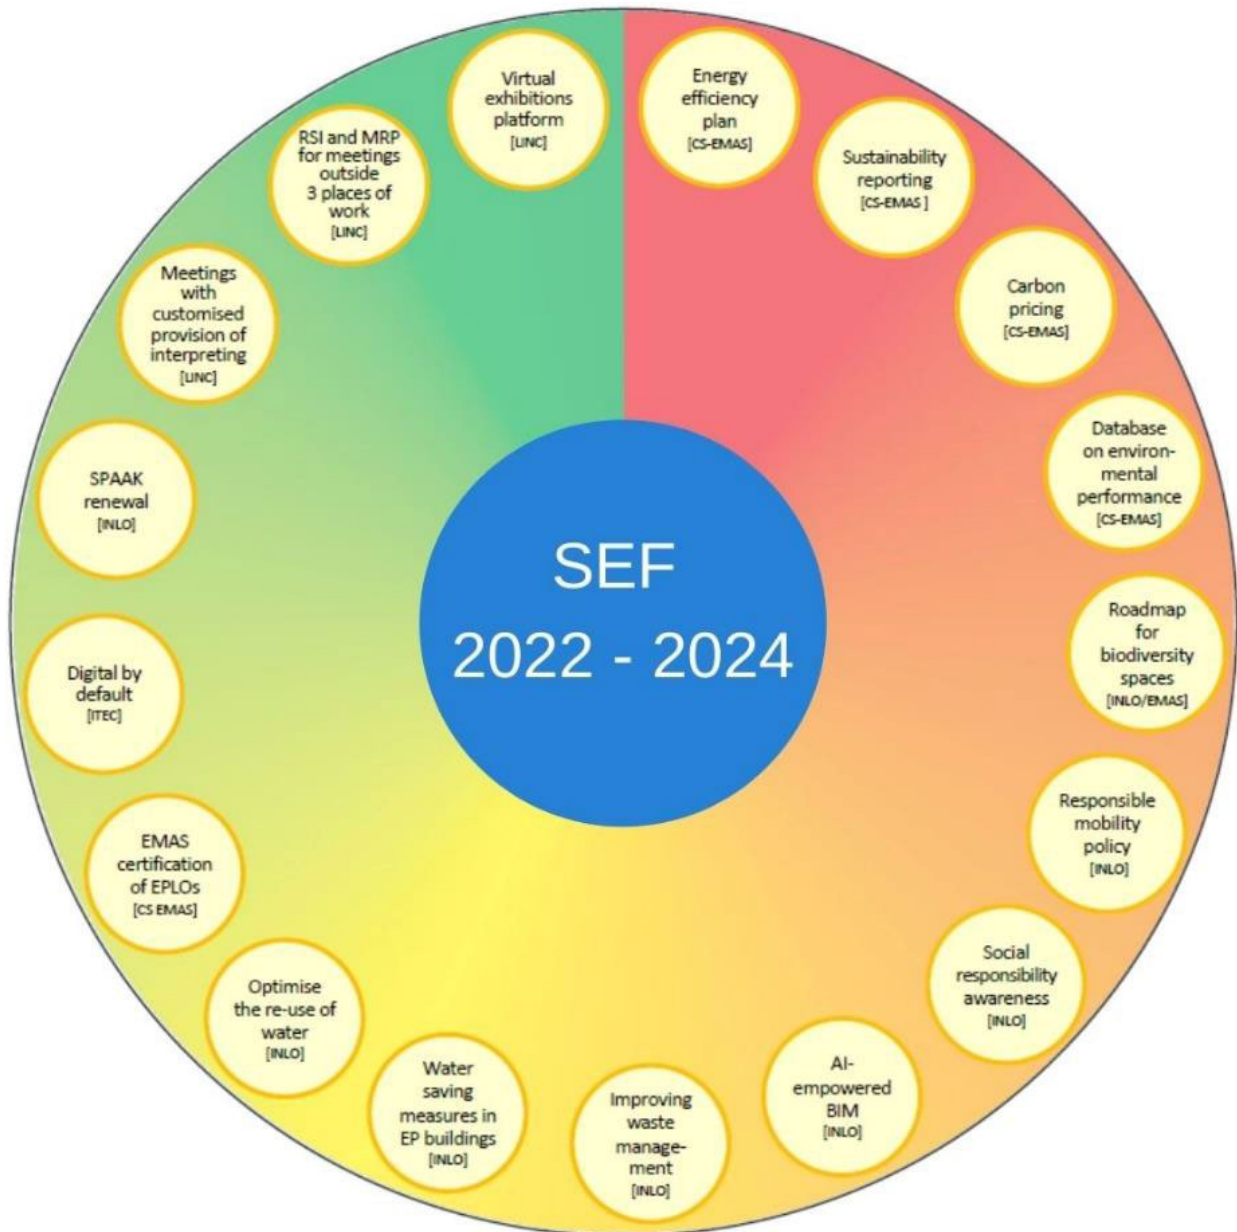 Virtual
exhibitions
platform
[LINC]
Energy
efficiency
plan
[CS-EMAS]
Sustainability
reporting
[CS-EMAS ]
Carbon
pricing
[CS-EMAS]
Database
on environ-
mental
performance
[CS-EMAS]
Roadmap
for
biodiversity
spaces
[INLO/EMAS]
Responsible
mobility
policy
[INLO]
Social
responsibility
awareness
[INLO]
AI-
empowered
BIM
[INLO]
Improving
waste
manage-
ment
[INLO]
Water
saving
measures in
EP buildings
[INLO]
Optimise
the re-use of
water
[INLO]
EMAS
certification
of EPLOs
[CS EMAS]
Digital by
default
[ITEC]
SPAAK
renewal
[INLO]
Meetings
with
customised
provision of
interpreting
[LINC]
RSI and MRP
for meetings
outside
3 places of
work
[LINC]
SEF
2022 - 2024